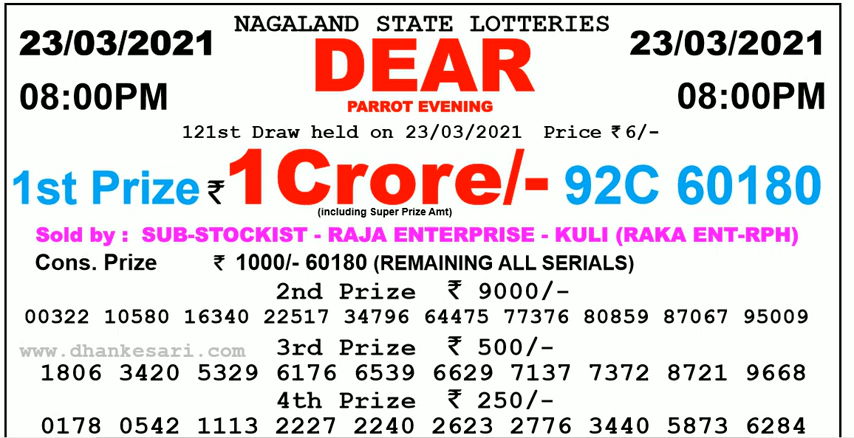 NAGALAND STATE LOTTERIES
23/03/2021 DEAR 23/03/2021
08:00PM PARROT EVENING 08:00PM
121st Draw held on 23/03/2021 Price ₹6/-
1st Prize ₹1Crore/- 92C 60180
(including Super Prize Amt)
Sold by : SUB-STOCKIST - RAJA ENTERPRISE - KULI (RAKA ENT-RPH)
Cons. Prize ₹ 1000/- 60180 (REMAINING ALL SERIALS)
2nd Prize ₹ 9000/-
00322 10580 16340 22517 34796 64475 77376 80859 87067 95009
www.dhankesari.com 3rd Prize ₹ 500/-
1806 3420 5329 6176 6539 6629 7137 7372 8721 9668
4th Prize ₹ 250/-
0178 0542 1113 2227 2240 2623 2776 3440 5873 6284